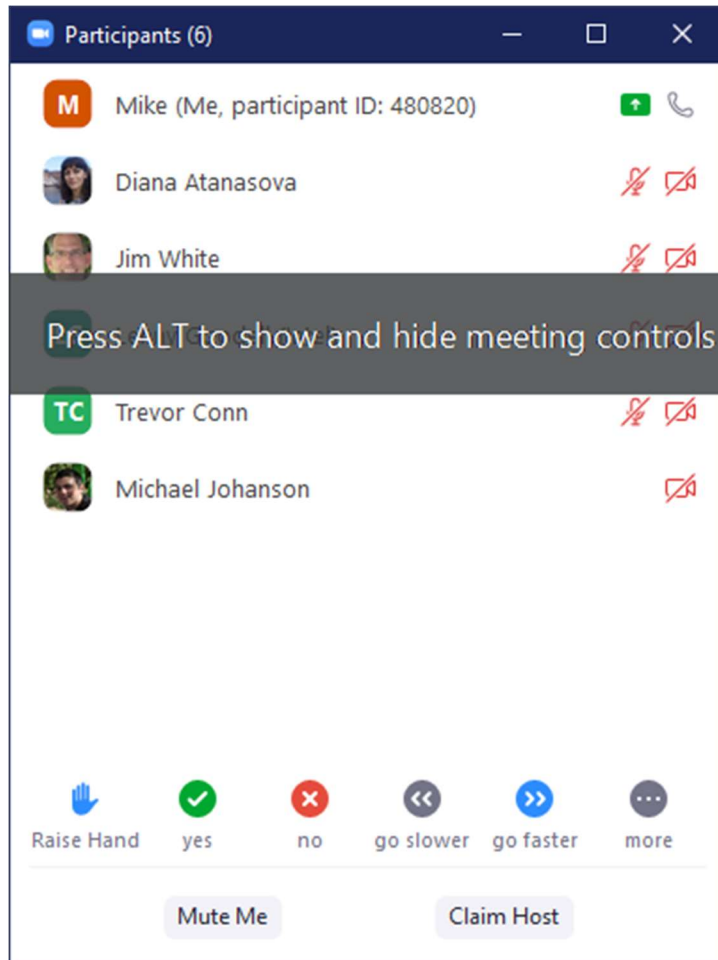 Participants (6)
M Mike (Me, participant ID: 480820)
Diana Atanasova
Jim White
Press ALT to show and hide meeting controls
TC Trevor Conn
Michael Johanson
Raise Hand yes no go slower go faster more
Mute Me Claim Host